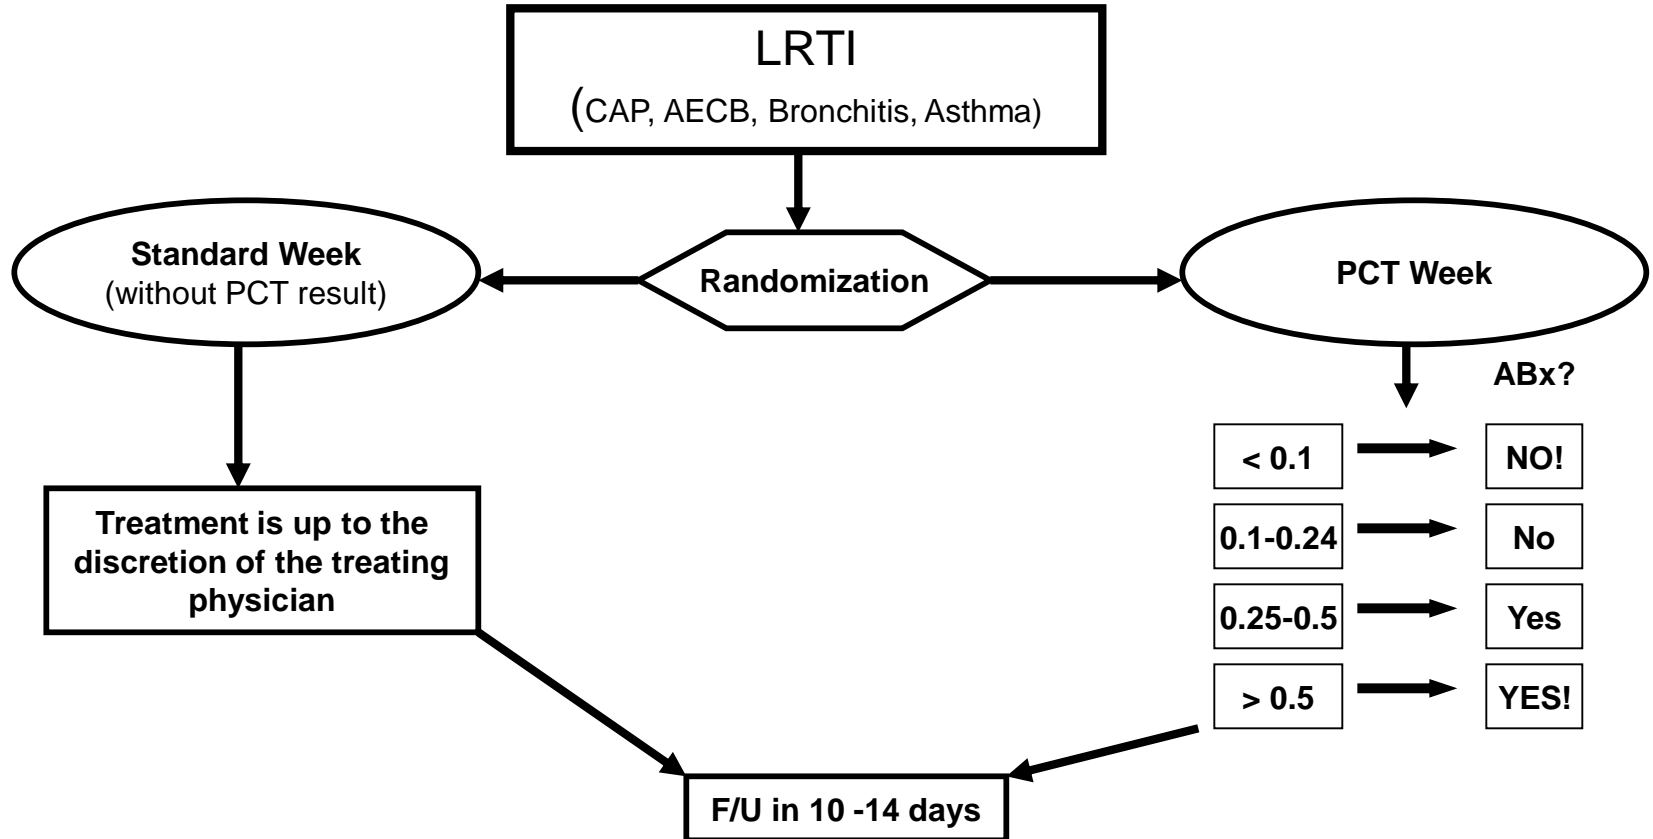 LRTI
(CAP, AECB, Bronchitis, Asthma)
Standard Week
(without PCT result)
Randomization
PCT Week
ABx?
< 0.1
NO!
0.1-0.24
No
0.25-0.5
Yes
> 0.5
YES!
Treatment is up to the
discretion of the treating
physician
F/U in 10 -14 days